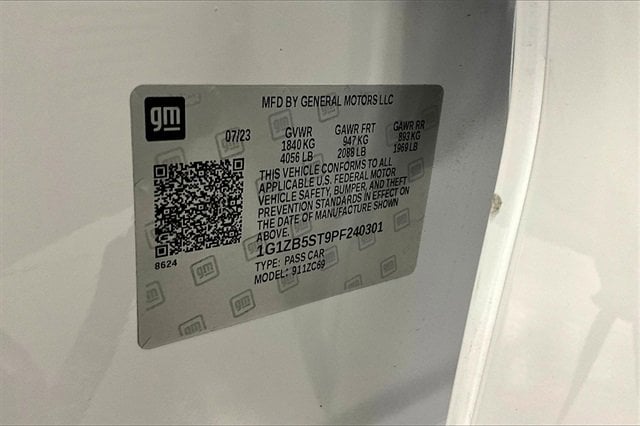 gm
MFD BY GENERAL MOTORS LLC
07/23 GVWR GAWR FRT GAWR RR
1840 KG 947 KG 893 KG
4056 LB 2088 LB 1969 LB
THIS VEHICLE CONFORMS TO ALL
APPLICABLE U.S. FEDERAL MOTOR
VEHICLE SAFETY, BUMPER, AND THEFT
PREVENTION STANDARDS IN EFFECT ON
THE DATE OF MANUFACTURE SHOWN
ABOVE.
1G1ZB5ST9PF240301
8624
TYPE: PASS CAR
MODEL: 911ZC69